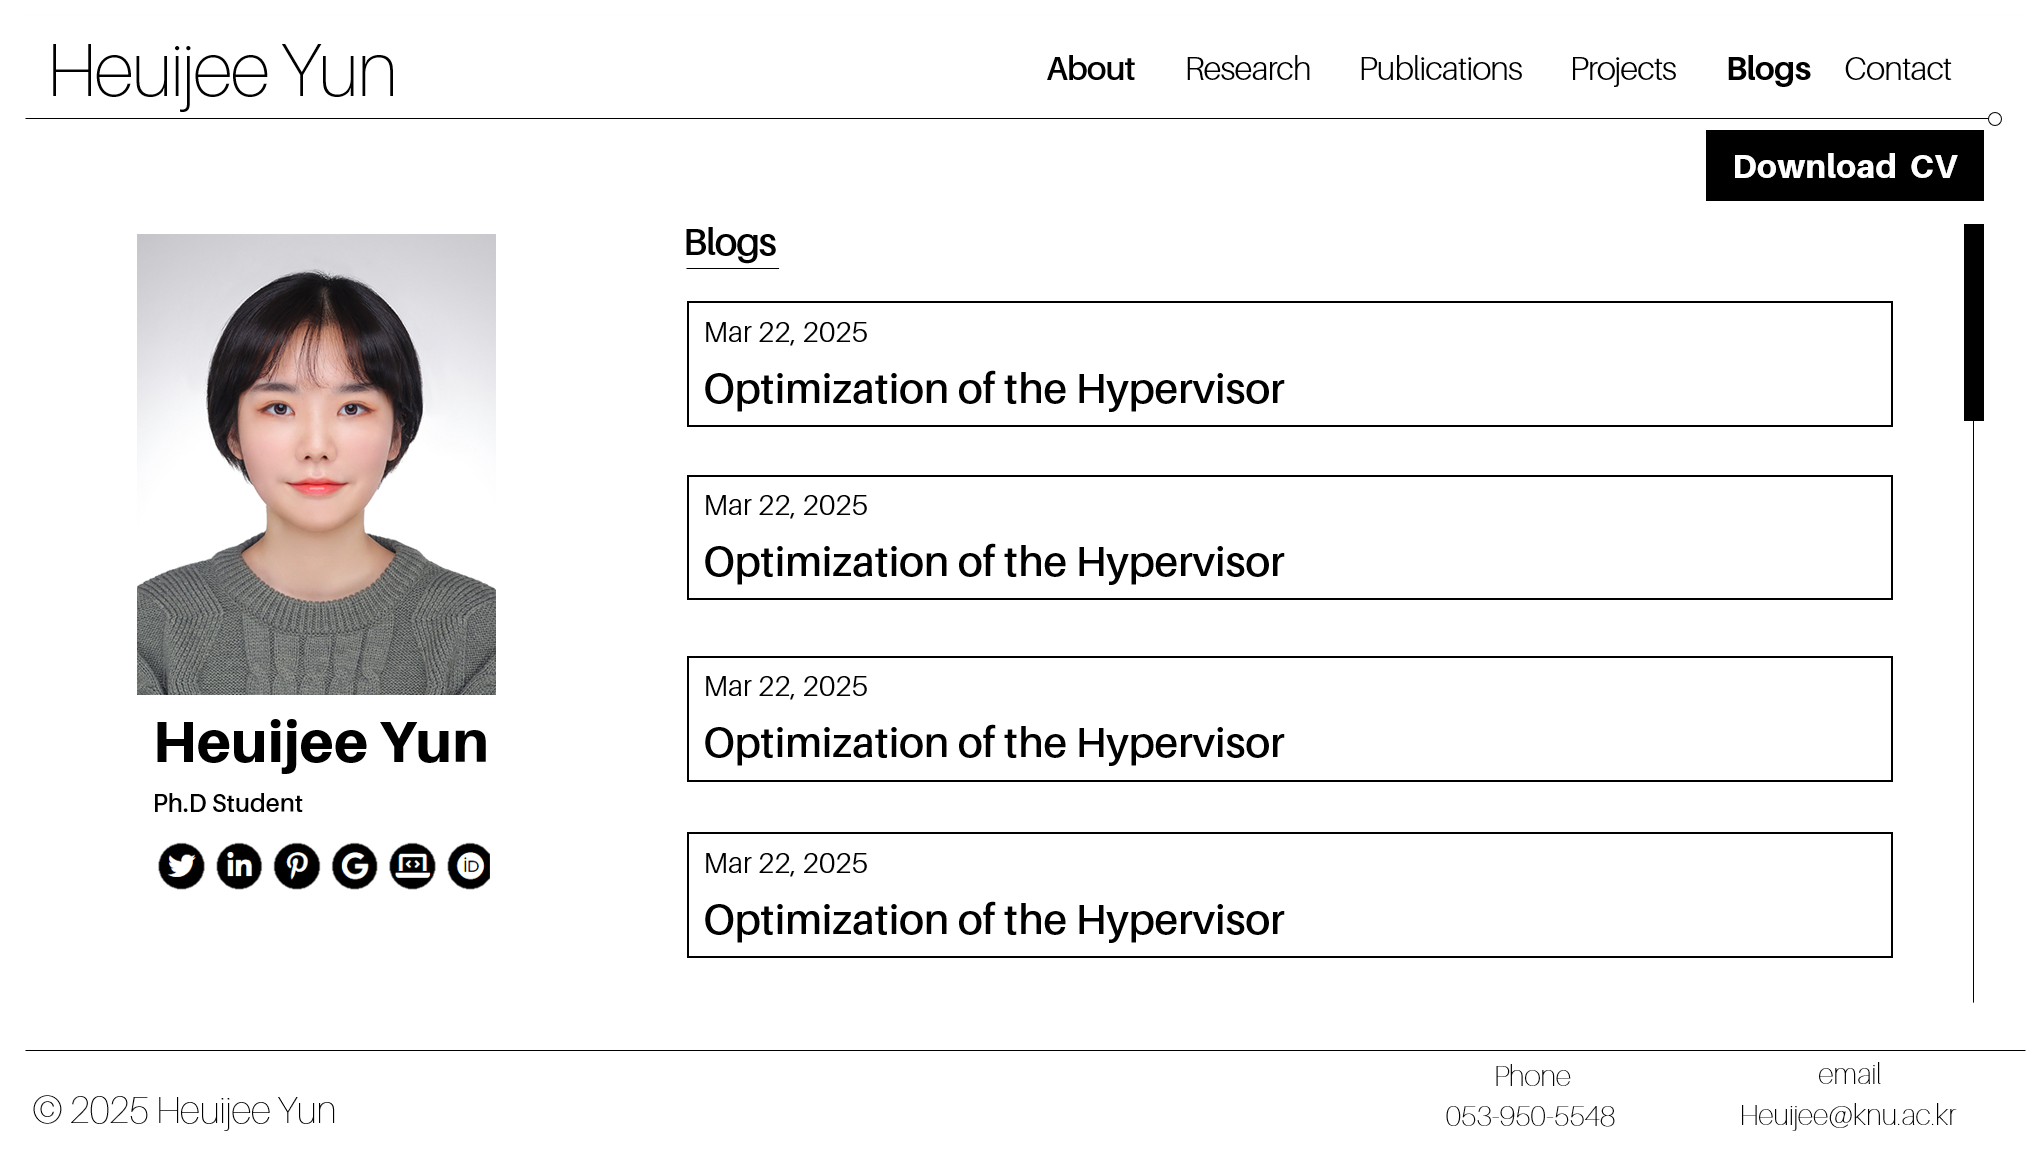 Heuijee Yun
About Research Publications Projects Blogs Contact
Download CV
Blogs
Mar 22, 2025
Optimization of the Hypervisor
Mar 22, 2025
Optimization of the Hypervisor
Mar 22, 2025
Optimization of the Hypervisor
Mar 22, 2025
Optimization of the Hypervisor
Heuijee Yun
Ph.D Student
in G iD
© 2025 Heuijee Yun
Phone
053-950-5548
email
Heuijee@knu.ac.kr